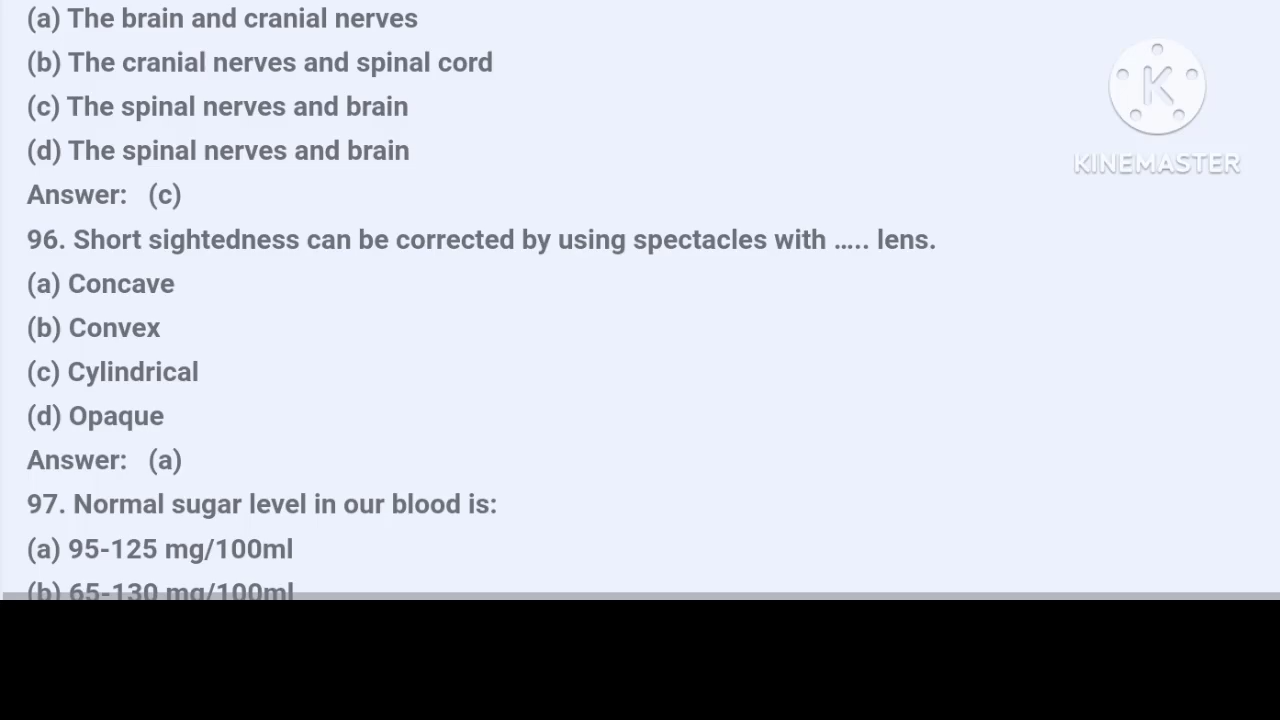 (a) The brain and cranial nerves
(b) The cranial nerves and spinal cord
(c) The spinal nerves and brain
(d) The spinal nerves and brain
Answer: (c)
96. Short sightedness can be corrected by using spectacles with ….. lens.
(a) Concave
(b) Convex
(c) Cylindrical
(d) Opaque
Answer: (a)
97. Normal sugar level in our blood is:
(a) 95-125 mg/100ml
(b) 65-130 mg/100ml
K
KINEMASTER